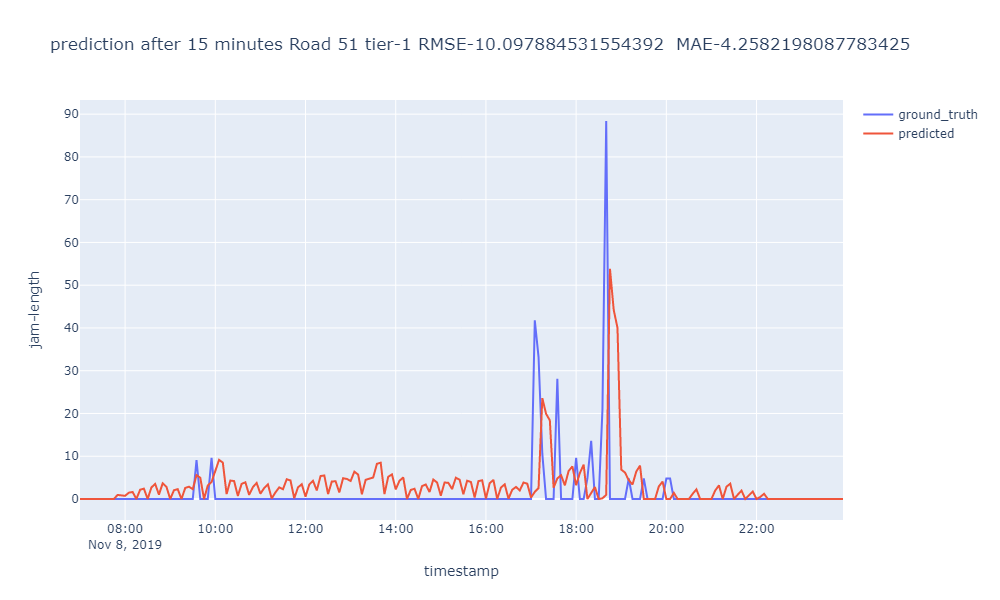 prediction after 15 minutes Road 51 tier-1 RMSE-10.097884531554392  MAE-4.2582198087783425
ground_truth
predicted
90
80
70
60
50
40
30
20
10
0
jam-length
08:00 10:00 12:00 14:00 16:00 18:00 20:00 22:00
Nov 8, 2019
timestamp